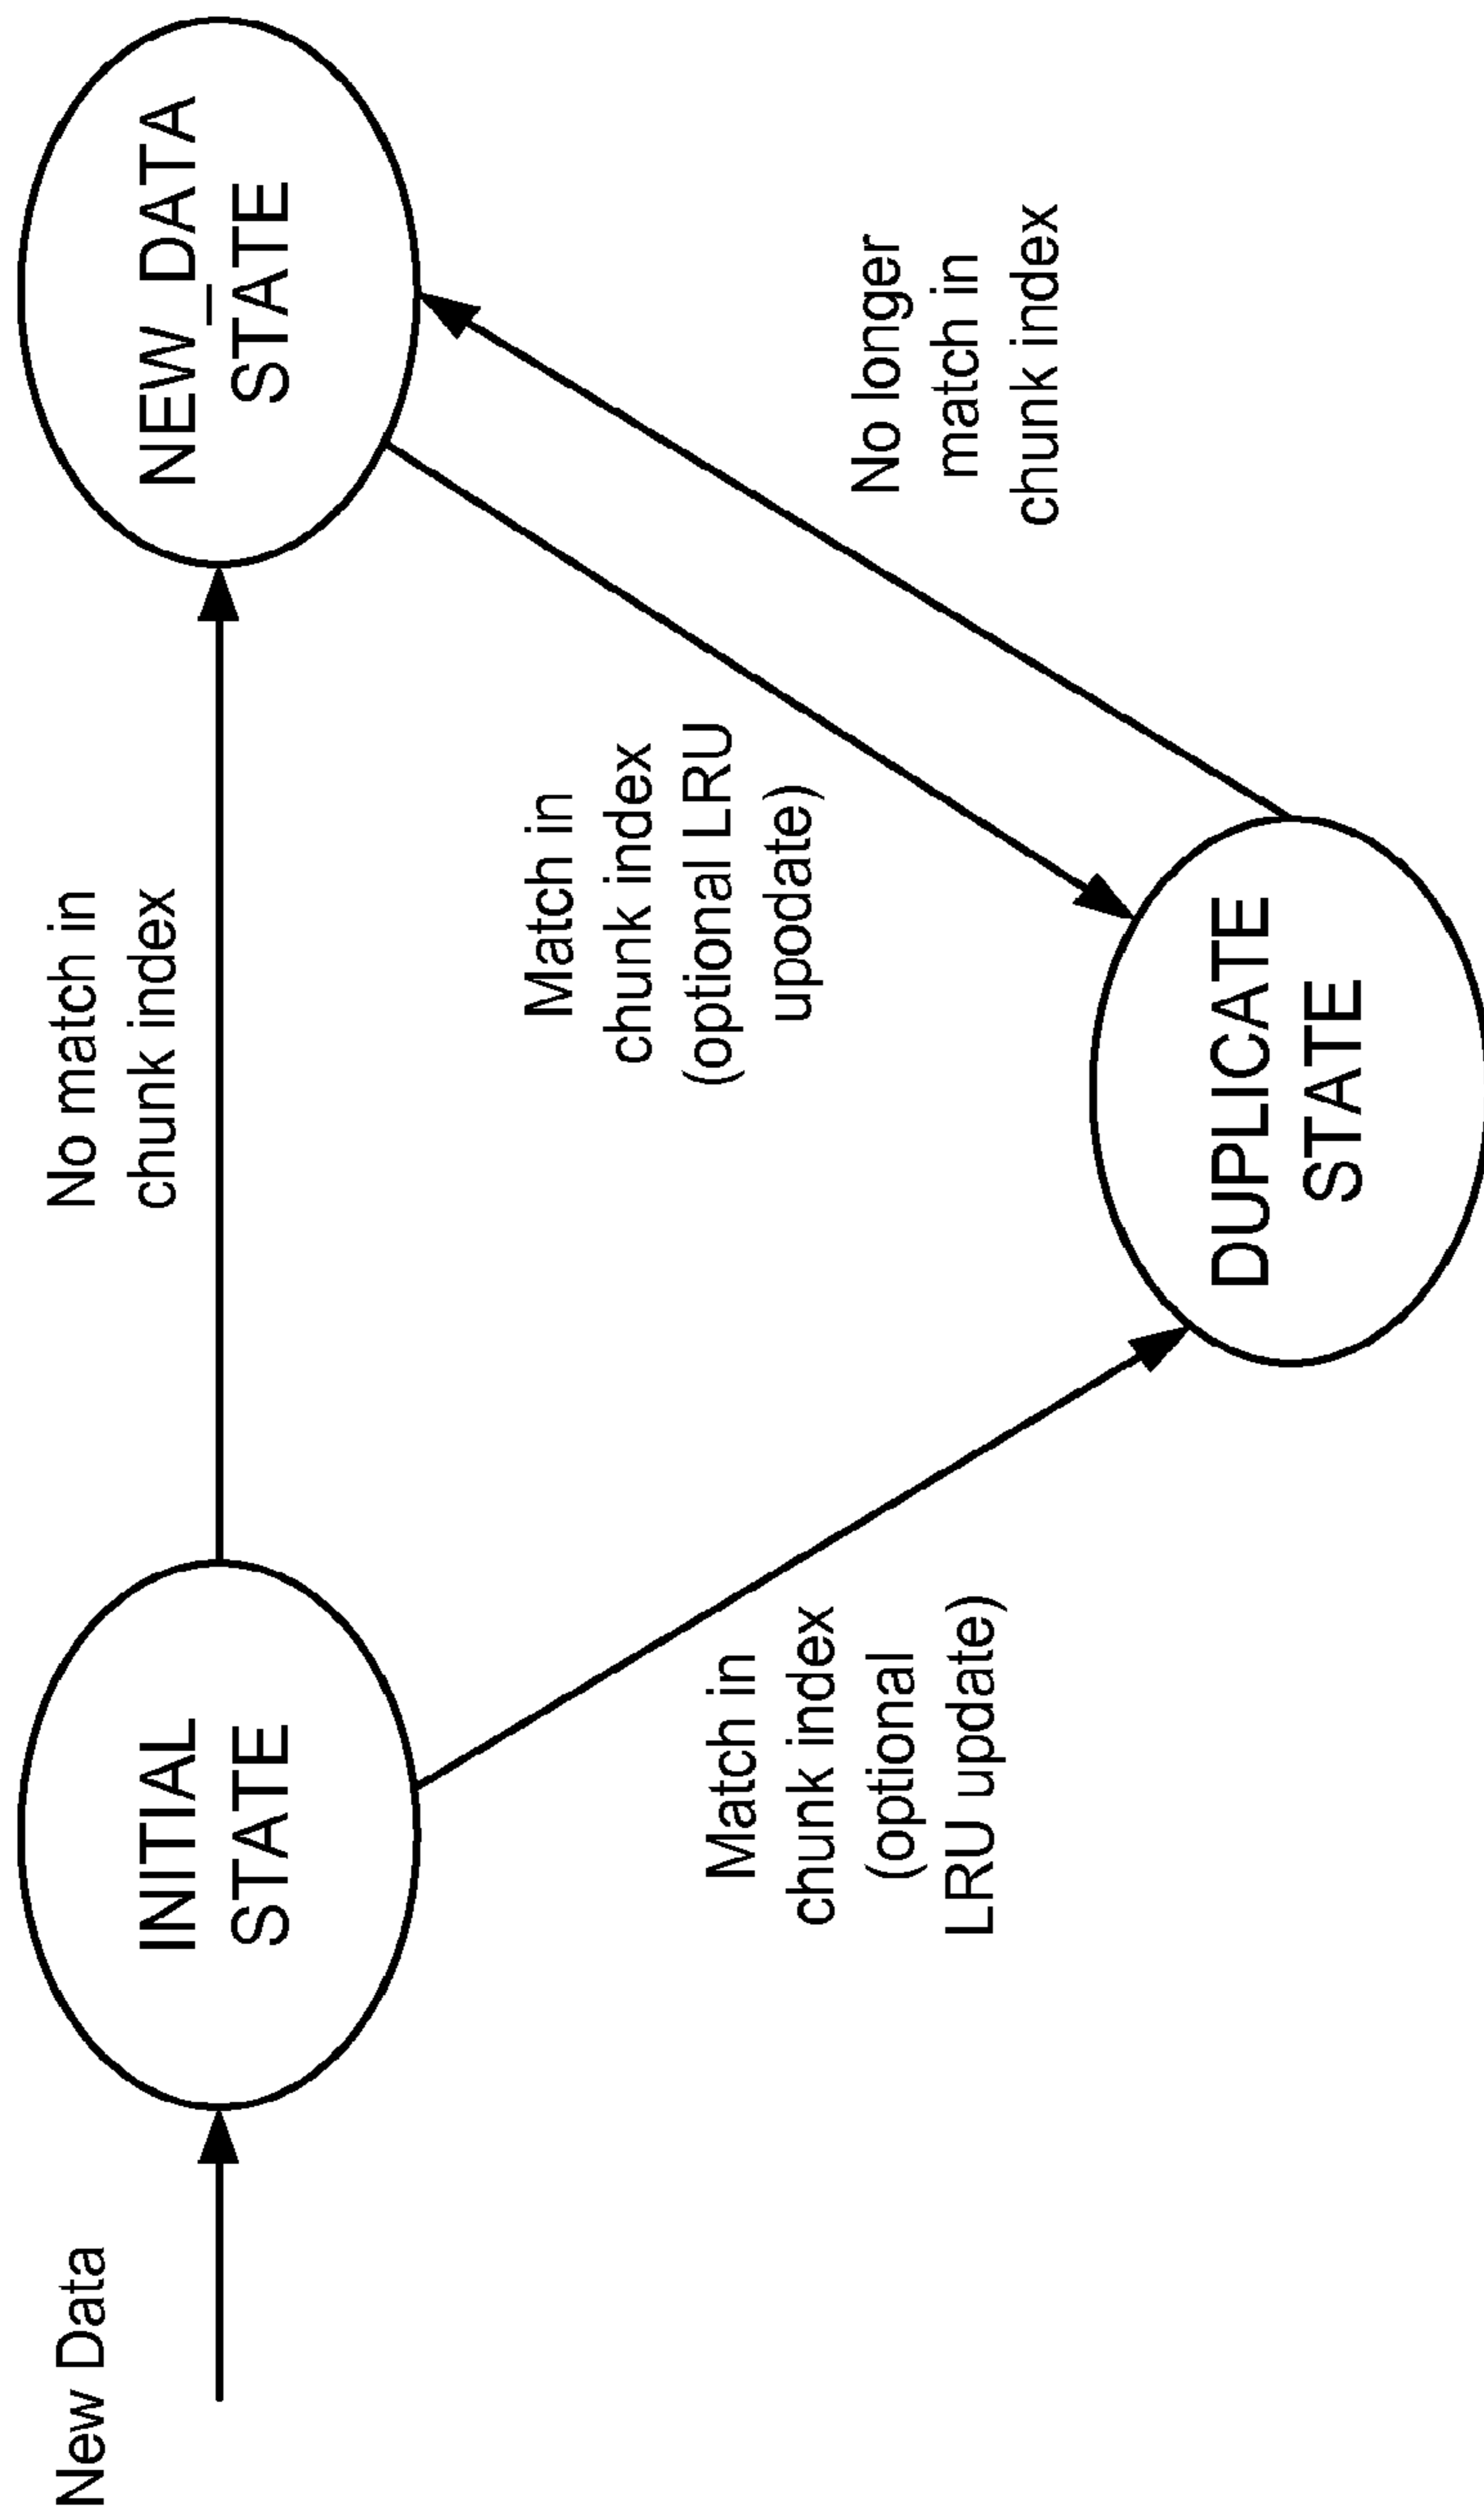 New Data
INITIAL
STATE
No match in
chunk index
NEW_DATA
STATE
Match in
chunk index
(optional
LRU update)
Match in
chunk index
(optional LRU
upodate)
No longer
match in
chunk index
DUPLICATE
STATE